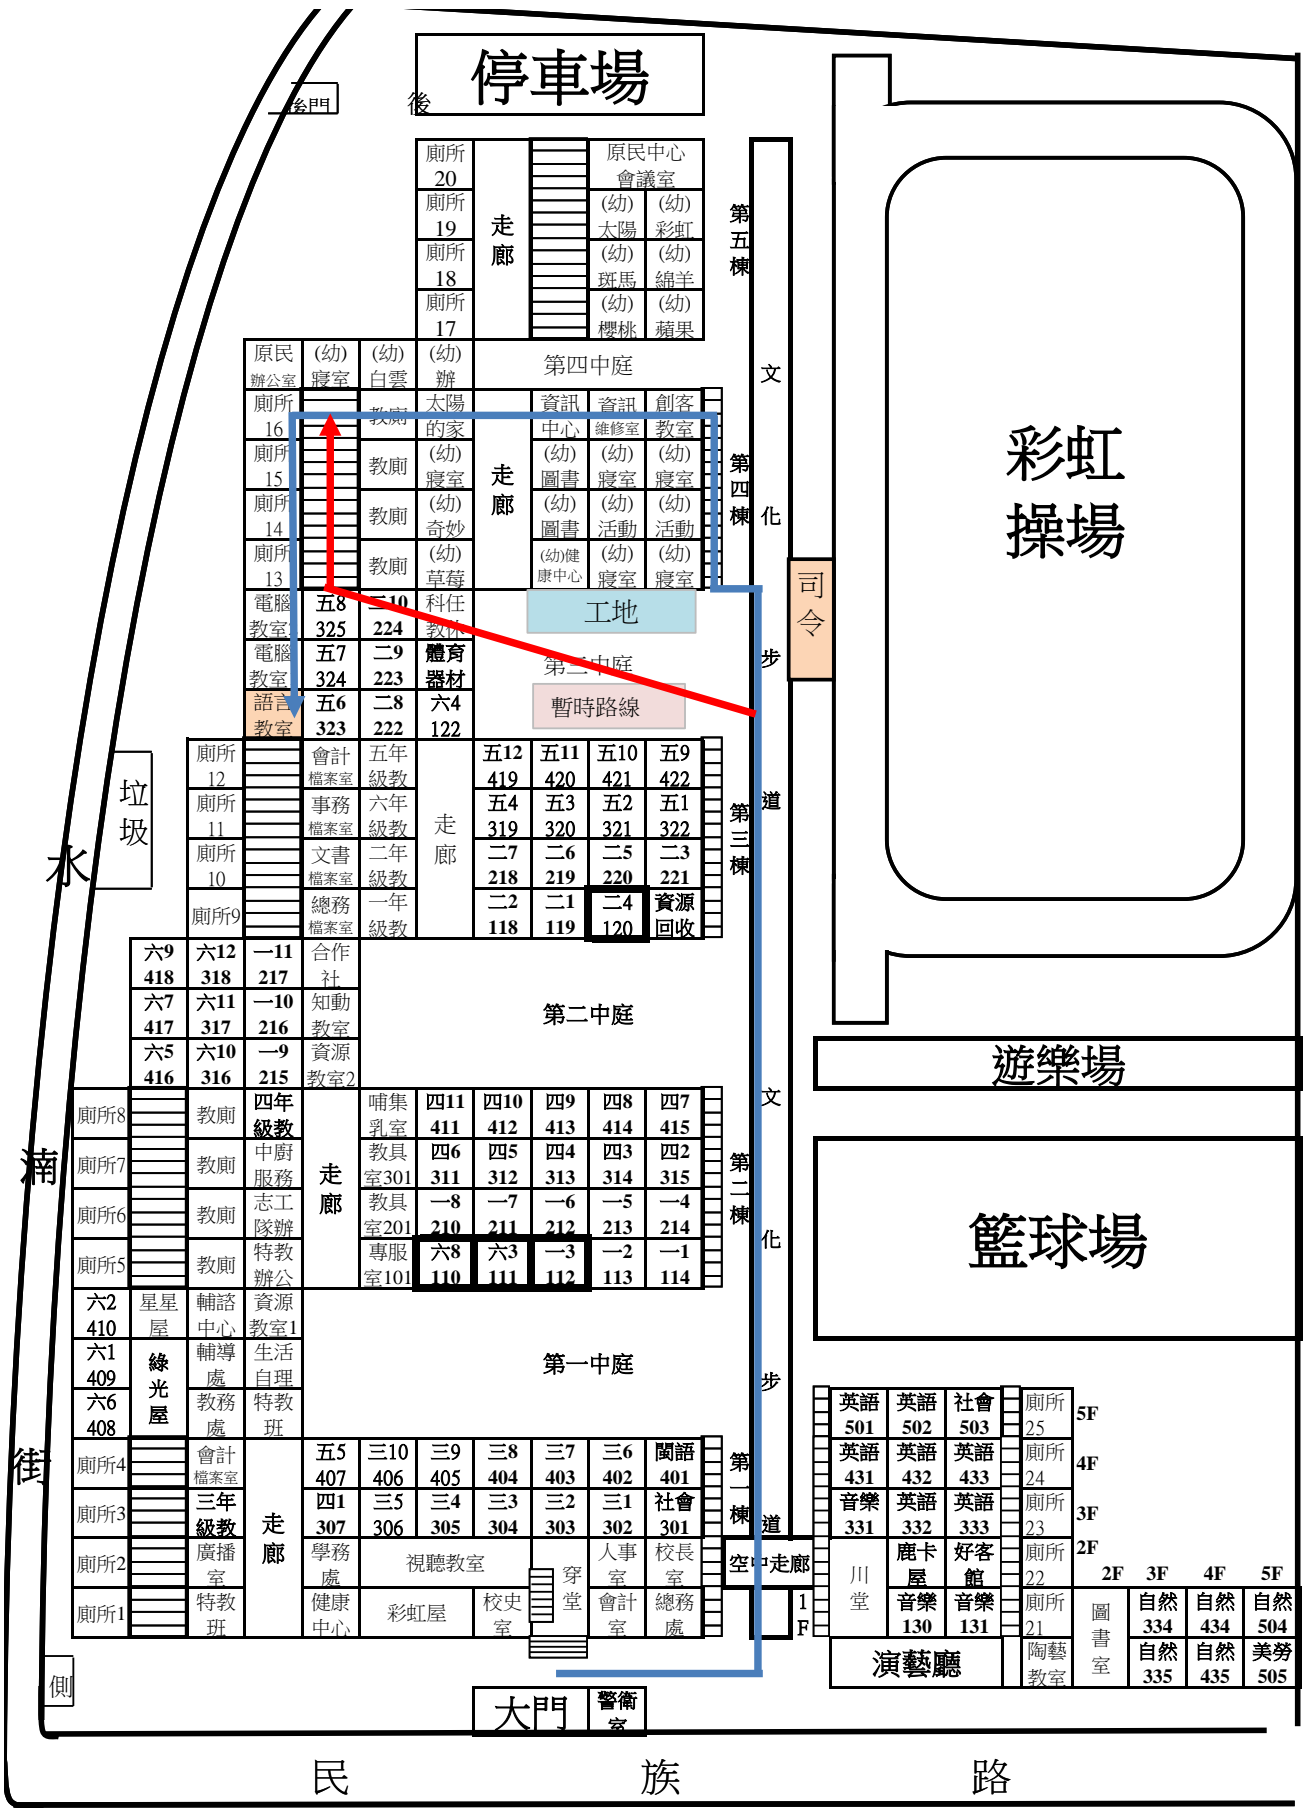 停車場
後門 後
廁所 原民中心
20 會議室
廁所 (幼) (幼)
19 太陽 彩虹
廁所 (幼) (幼)
18 斑馬 綿羊
廁所 (幼) (幼)
17 櫻桃 蘋果
走廊
第五棟
原民 (幼) (幼) (幼) 第四中庭
辦公室 寢室 白雲 辦
文化步道
廁所 教廁 太陽 資訊 資訊 創客
16 的家 中心 維修室 教室
廁所 教廁 (幼) (幼) (幼) (幼)
15 寢室 圖書 寢室 寢室
廁所 教廁 (幼) (幼) (幼) (幼)
14 奇妙 圖書 活動 活動
廁所 教廁 (幼) (幼)健 (幼) (幼)
13 草莓 康中心 寢室 寢室
走廊
第四棟
彩虹
操場
司令
電腦 五8 二10 科任 工地
教室 325 224 教休
電腦 五7 二9 體育 第三中庭
教室 324 223 器材
語言 五6 二8 六4 暫時路線
教室 323 222 122
廁所 會計 五年 五12 五11 五10 五9
12 檔案室 級教 419 420 421 422
廁所 事務 六年 五4 五3 五2 五1
11 檔案室 級教 319 320 321 322
廁所 文書 二年 二7 二6 二5 二3
10 檔案室 級教 218 219 220 221
廁所9 總務 一年 二2 二1 二4 資源
檔案室 級教 118 119 120 回收
走廊
第三棟
垃圾
水
六9 六12 一11 合作
418 318 217 社
六7 六11 一10 知動 第二中庭
417 317 216 教室
六5 六10 一9 資源
416 316 215 教室2
遊樂場
廁所8 教廁 四年 哺集 四11 四10 四9 四8 四7
級教 乳室 411 412 413 414 415
廁所7 教廁 中廚 教具 四6 四5 四4 四3 四2
服務 室301 311 312 313 314 315
廁所6 教廁 志工 教具 一8 一7 一6 一5 一4
隊辦 室201 210 211 212 213 214
廁所5 教廁 特教 專服 六8 六3 一3 一2 一1
辦公 室101 110 111 112 113 114
走廊
第二棟
文化步道
籃球場
湳
六2 星星 輔諮 資源
410 屋 中心 教室1
六1 綠光屋 輔導 生活 第一中庭
409 處 自理
六6 教務 特教
408 處 班
街
廁所4 會計 五5 三10 三9 三8 三7 三6 閩語
檔案室 407 406 405 404 403 402 401
廁所3 三年 四1 三5 三4 三3 三2 三1 社會
級教 307 306 305 304 303 302 301
廁所2 廣播 學務 視聽教室 人事 校長
室 處 室 室
廁所1 特教 健康 彩虹屋 校史 會計 總務
班 中心 室 室 處
走廊
穿堂
第一棟
空中走廊
1F
英語 英語 社會 廁所 5F
501 502 503 25
英語 英語 英語 廁所 4F
431 432 433 24
音樂 英語 英語 廁所 3F
331 332 333 23
川堂 鹿卡 好客 廁所 2F
屋 館 22
音樂 音樂 廁所
130 131 21
2F 3F 4F 5F
圖書室 自然 自然 自然
334 434 504
自然 自然 美勞
335 435 505
演藝廳 陶藝
教室
側
大門 警衛
室
民 族 路